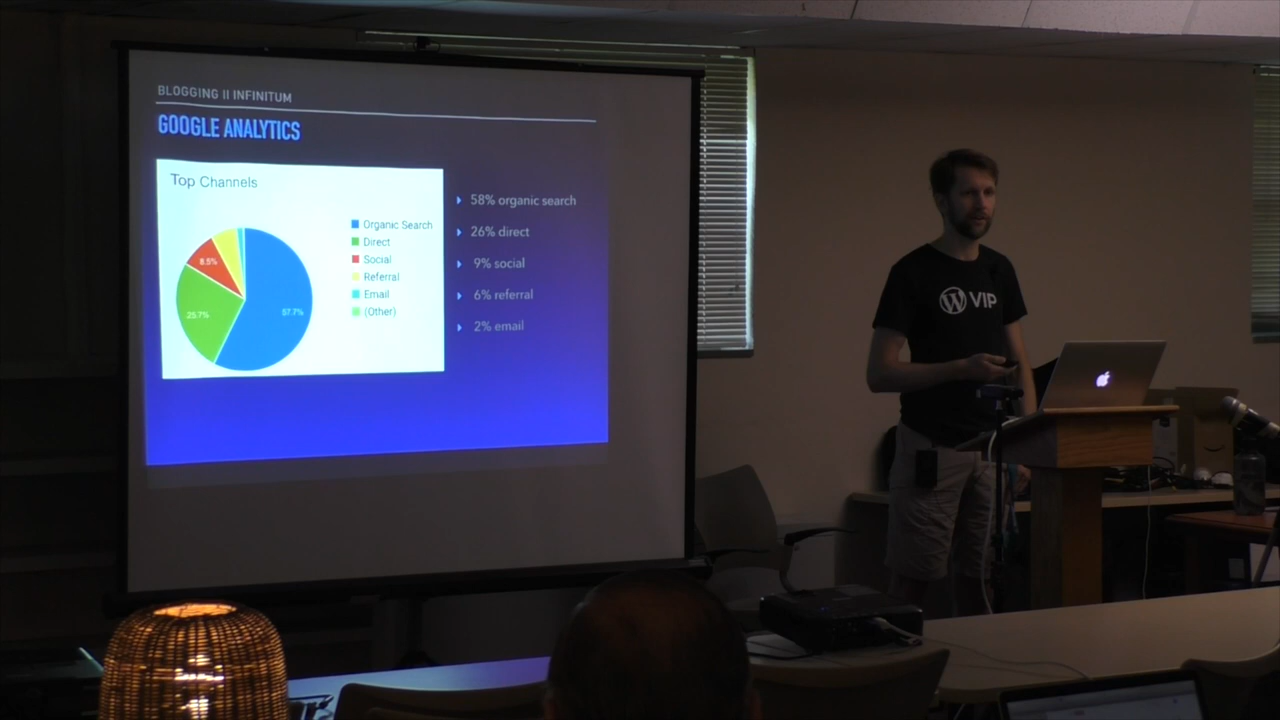 BLOGGING || INFINITUM
GOOGLE ANALYTICS
Top Channels
Organic Search
Direct
Social
Referral
Email
(Other)
8.5%
25.7%
57.7%
58% organic search
26% direct
9% social
6% referral
2% email
VIP